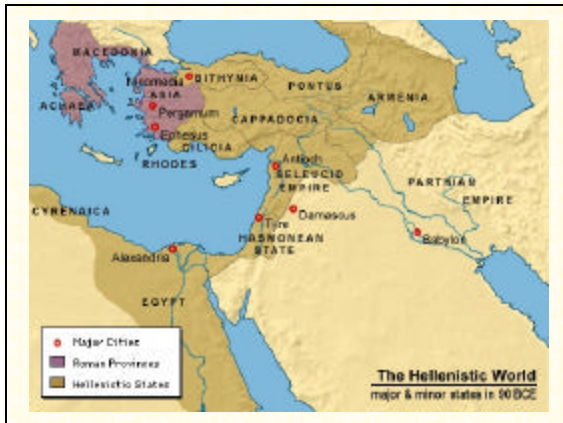 MACEDONIA
Nicomedia
BITHYNIA
PONTUS
ASIA
ARMENIA
ACHAEA
Pergamum
CAPPADOCIA
Ephesus
CILICIA
RHODES
Antioch
SELEUCID
EMPIRE
PARTHIAN
EMPIRE
CYRENAICA
Damascus
Tyre
HASMONEAN
STATE
Babylon
Alexandria
EGYPT
Major Cities
Roman Provinces
Hellenistic States
The Hellenistic World
major & minor states in 90 BCE